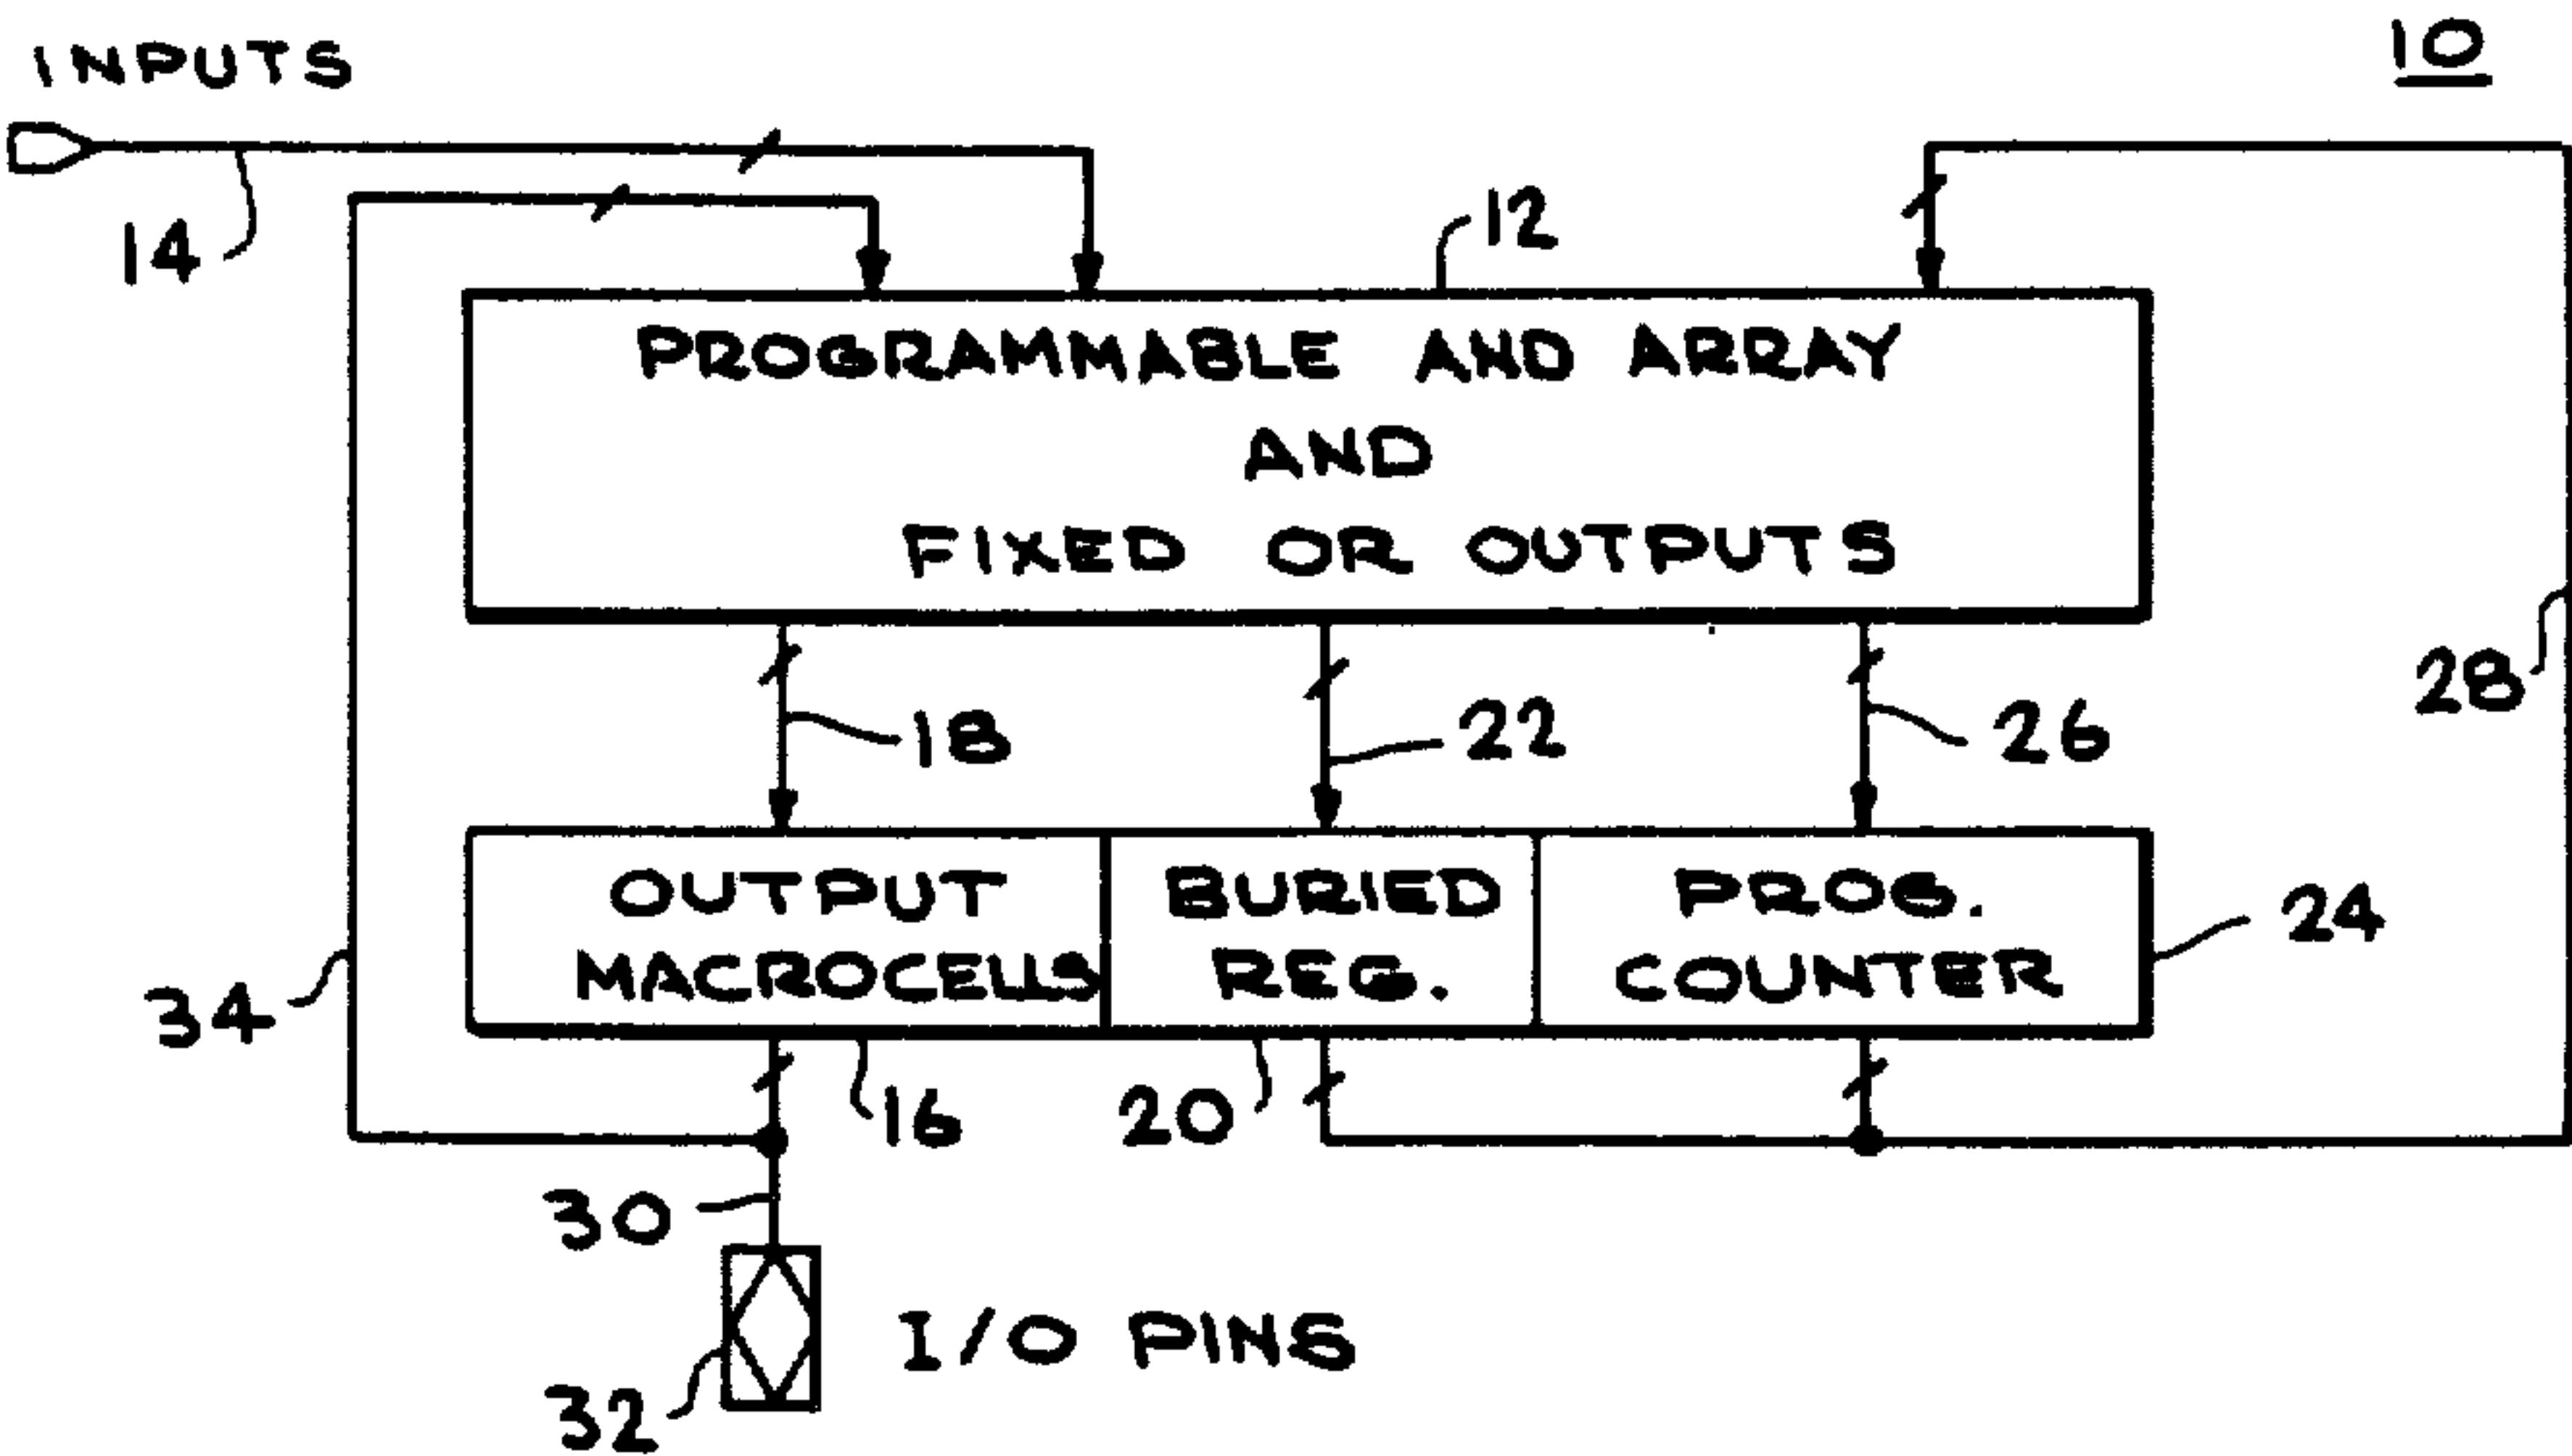 INPUTS
10
14
12
PROGRAMMABLE AND ARRAY
AND
FIXED OR OUTPUTS
28
18
22
26
OUTPUT
MACROCELLS
BURIED
REG.
PROG.
COUNTER
24
34
16
20
30
I/O PINS
32